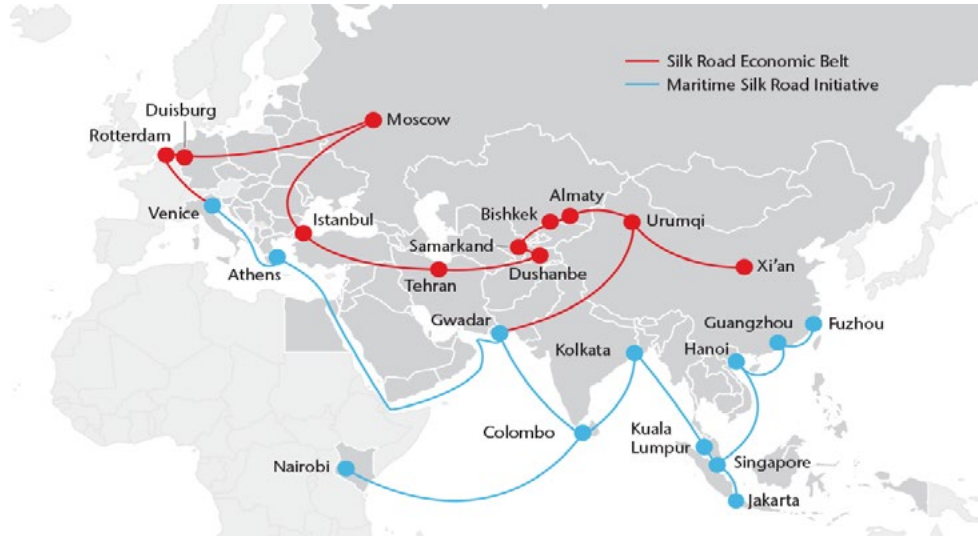 Silk Road Economic Belt
Maritime Silk Road Initiative
Duisburg
Moscow
Rotterdam
Almaty
Venice
Bishkek
Istanbul
Urumqi
Samarkand
Athens
Xi'an
Dushanbe
Tehran
Gwadar
Guangzhou
Fuzhou
Kolkata
Hanoi
Colombo
Kuala
Lumpur
Nairobi
Singapore
Jakarta